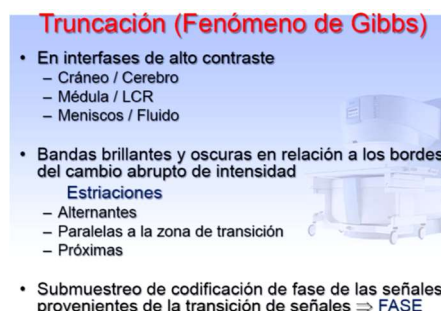 Truncación (Fenómeno de Gibbs)
• En interfases de alto contraste
– Cráneo / Cerebro
– Médula / LCR
– Meniscos / Fluido
• Bandas brillantes y oscuras en relación a los bordes
del cambio abrupto de intensidad
Estriaciones
– Alternantes
– Paralelas a la zona de transición
– Próximas
• Submuestreo de codificación de fase de las señales
provenientes de la transición de señales ⇒ FASE